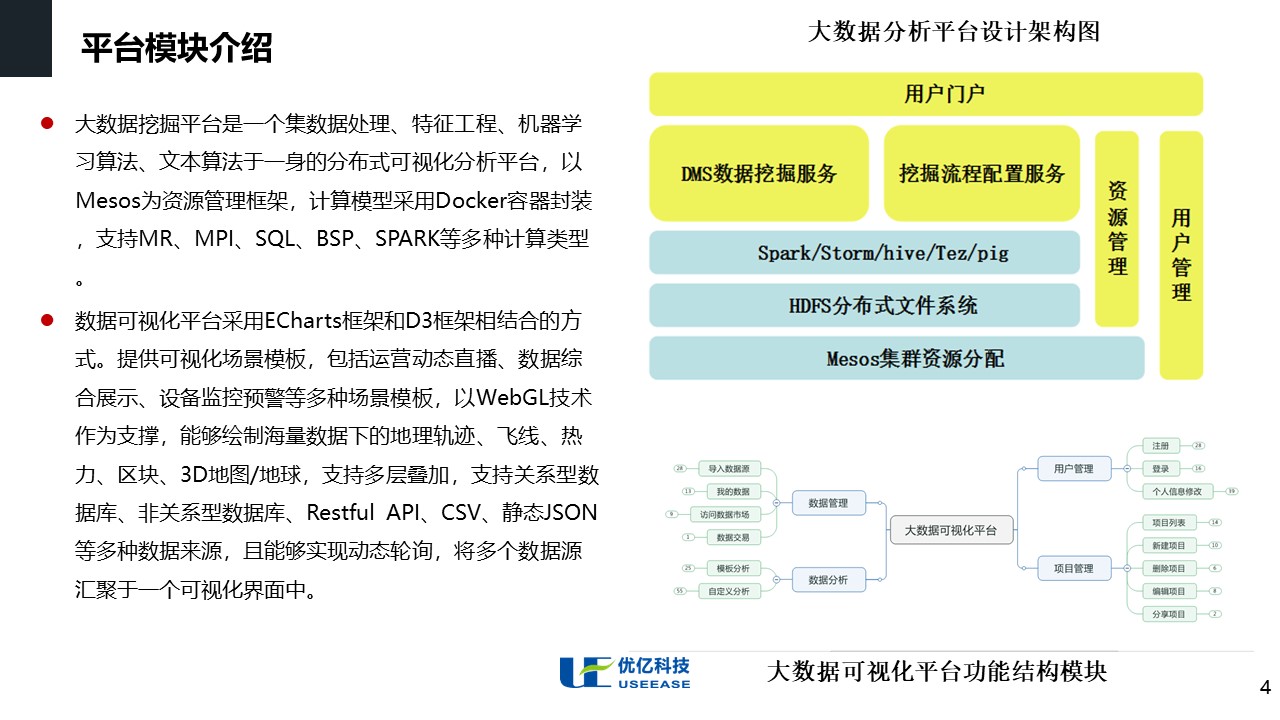 平台模块介绍
大数据挖掘平台是一个集数据处理、特征工程、机器学
习算法、文本算法于一身的分布式可视化分析平台，以
Mesos为资源管理框架，计算模型采用Docker容器封装
，支持MR、MPI、SQL、BSP、SPARK等多种计算类型
。
数据可视化平台采用ECharts框架和D3框架相结合的方
式。提供可视化场景模板，包括运营动态直播、数据综
合展示、设备监控预警等多种场景模板，以WebGL技术
作为支撑，能够绘制海量数据下的地理轨迹、飞线、热
力、区块、3D地图/地球，支持多层叠加，支持关系型数
据库、非关系型数据库、Restful API、CSV、静态JSON
等多种数据来源，且能够实现动态轮询，将多个数据源
汇聚于一个可视化界面中。
大数据分析平台设计架构图
用户门户
DMS数据挖掘服务
挖掘流程配置服务
资源管理
用户管理
Spark/Storm/hive/Tez/pig
HDFS分布式文件系统
Mesos集群资源分配
28 导入数据源
13 我的数据
9 访问数据市场
1 数据交易
数据管理
25 模板分析
55 自定义分析
数据分析
大数据可视化平台
用户管理
注册 28
登录 16
个人信息修改 39
项目管理
项目列表 14
新建项目 10
删除项目 6
编辑项目 8
分享项目 2
大数据可视化平台功能结构模块
UE 优亿科技
USEEASE
4